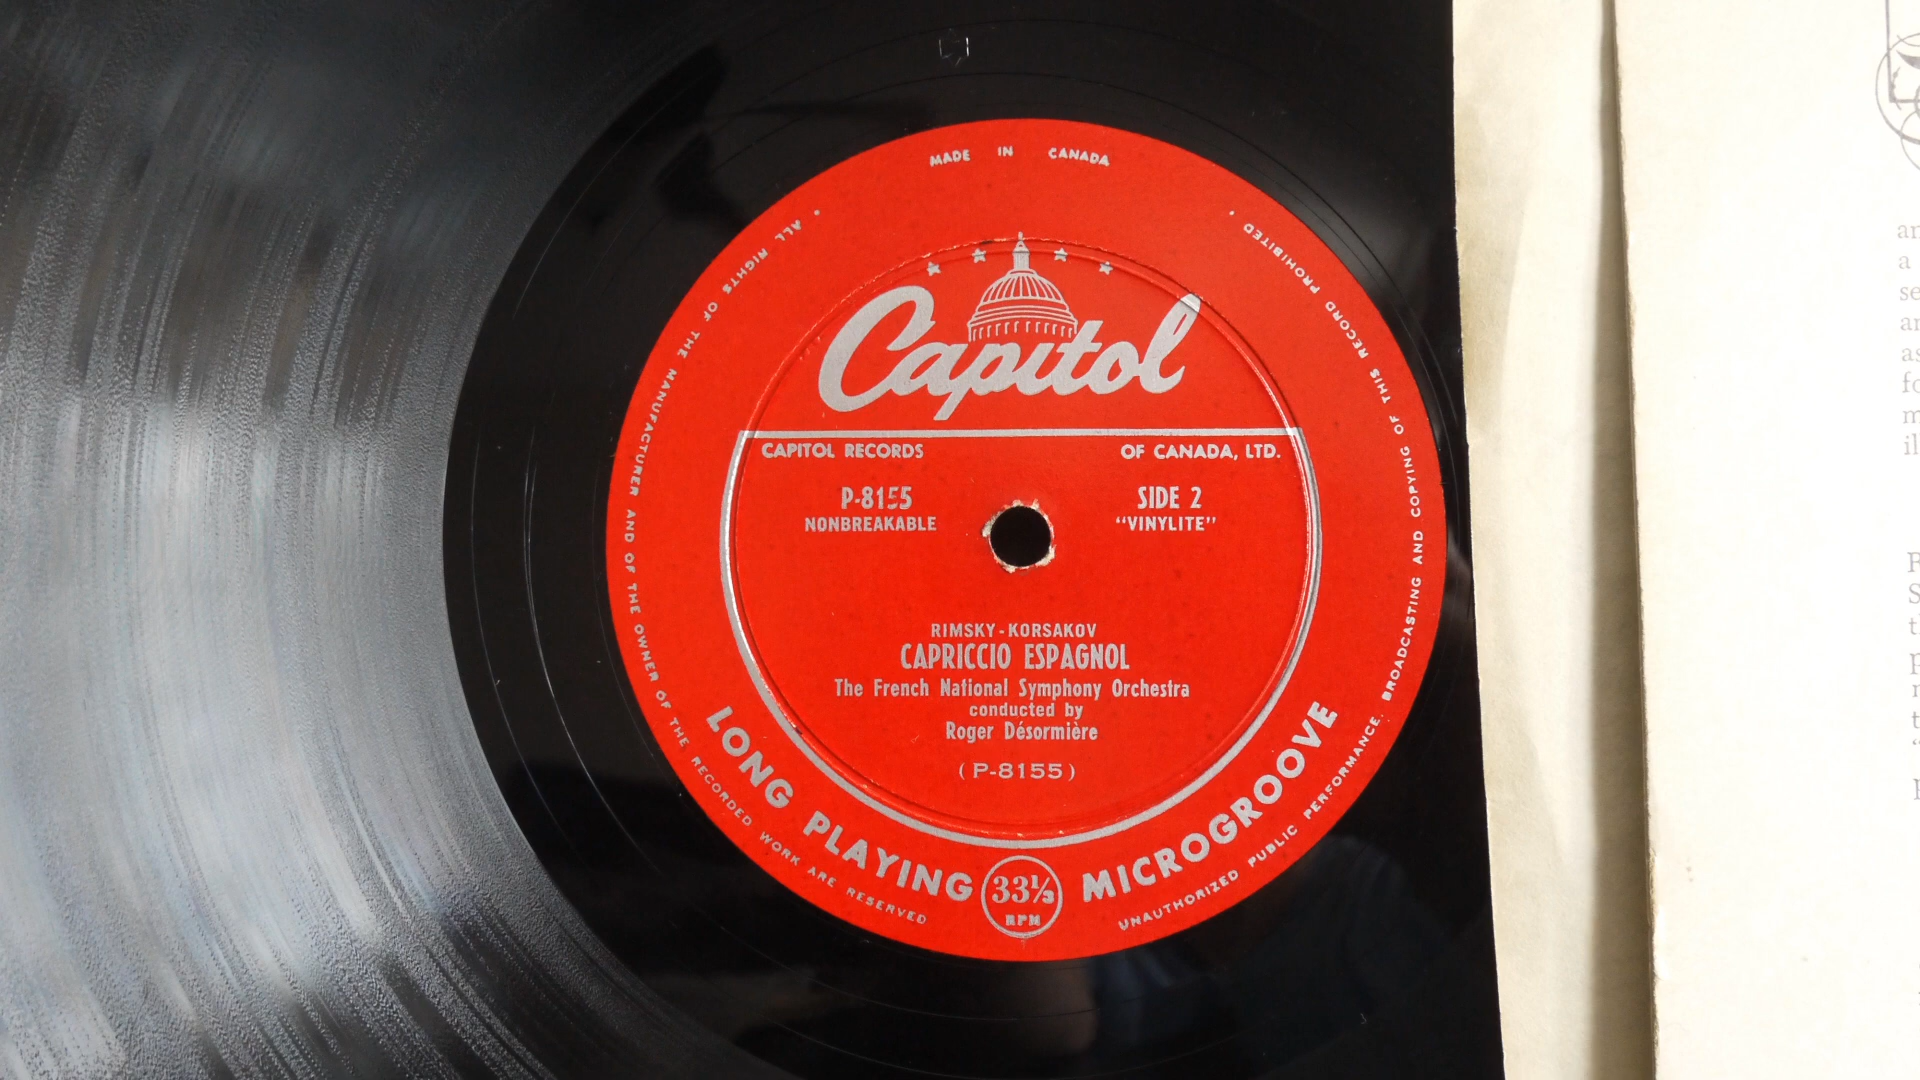 MADE IN CANADA
Capitol
CAPITOL RECORDS OF CANADA, LTD.
P-8155 SIDE 2
NONBREAKABLE "VINYLITE"
RIMSKY-KORSAKOV
CAPRICCIO ESPAGNOL
The French National Symphony Orchestra
conducted by
Roger Désormière
(P-8155)
LONG PLAYING 33⅓ RPM MICROGROOVE
• ALL RIGHTS OF THE MANUFACTURER AND OF THE OWNER OF THE RECORDED WORK ARE RESERVED
UNAUTHORIZED PUBLIC PERFORMANCE, BROADCASTING AND COPYING OF THIS RECORD PROHIBITED •